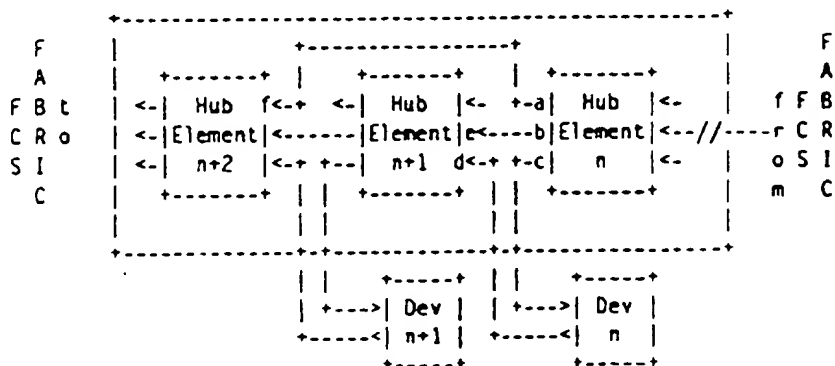 F F
A A
F B t <-| Hub f<-+ <-| Hub |<- +-a| Hub |<- f F B
C R o <-|Element|<-------|Element|e<----b|Element|<--//----r C R
S I <-| n+2 |<-+ +--| n+1 d<-+ +-c| n |<- o S I
C m C
+--->| Dev | +--->| Dev |
+-----<| n+1 | +-----<| n |